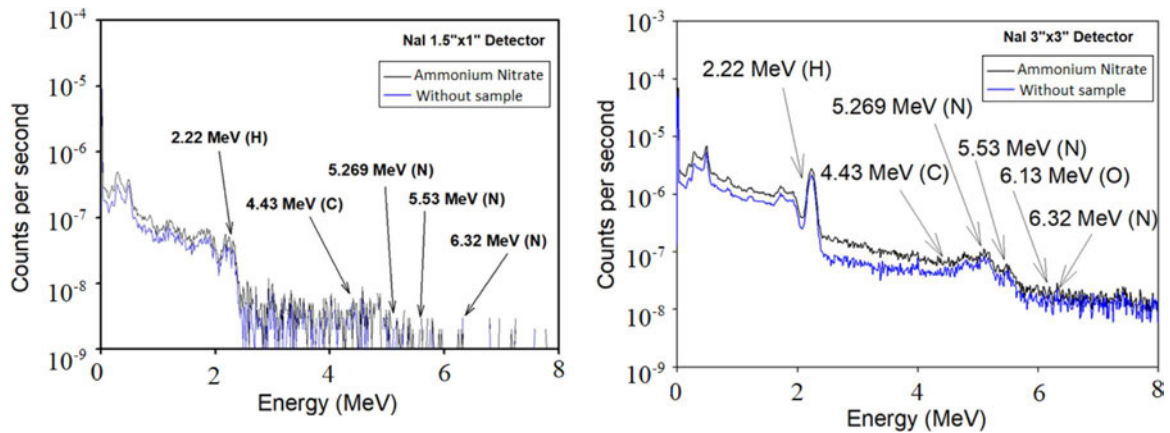 NaI 1.5"x1" Detector
Ammonium Nitrate
Without sample
2.22 MeV (H)
4.43 MeV (C)
5.269 MeV (N)
5.53 MeV (N)
6.32 MeV (N)
Counts per second
10-4
10-5
10-6
10-7
10-8
10-9
0
2
4
6
8
Energy (MeV)
NaI 3"x3" Detector
Ammonium Nitrate
Without sample
2.22 MeV (H)
5.269 MeV (N)
4.43 MeV (C)
5.53 MeV (N)
6.13 MeV (O)
6.32 MeV (N)
Counts per second
10-3
10-4
10-5
10-6
10-7
10-8
10-9
0
2
4
6
8
Energy (MeV)